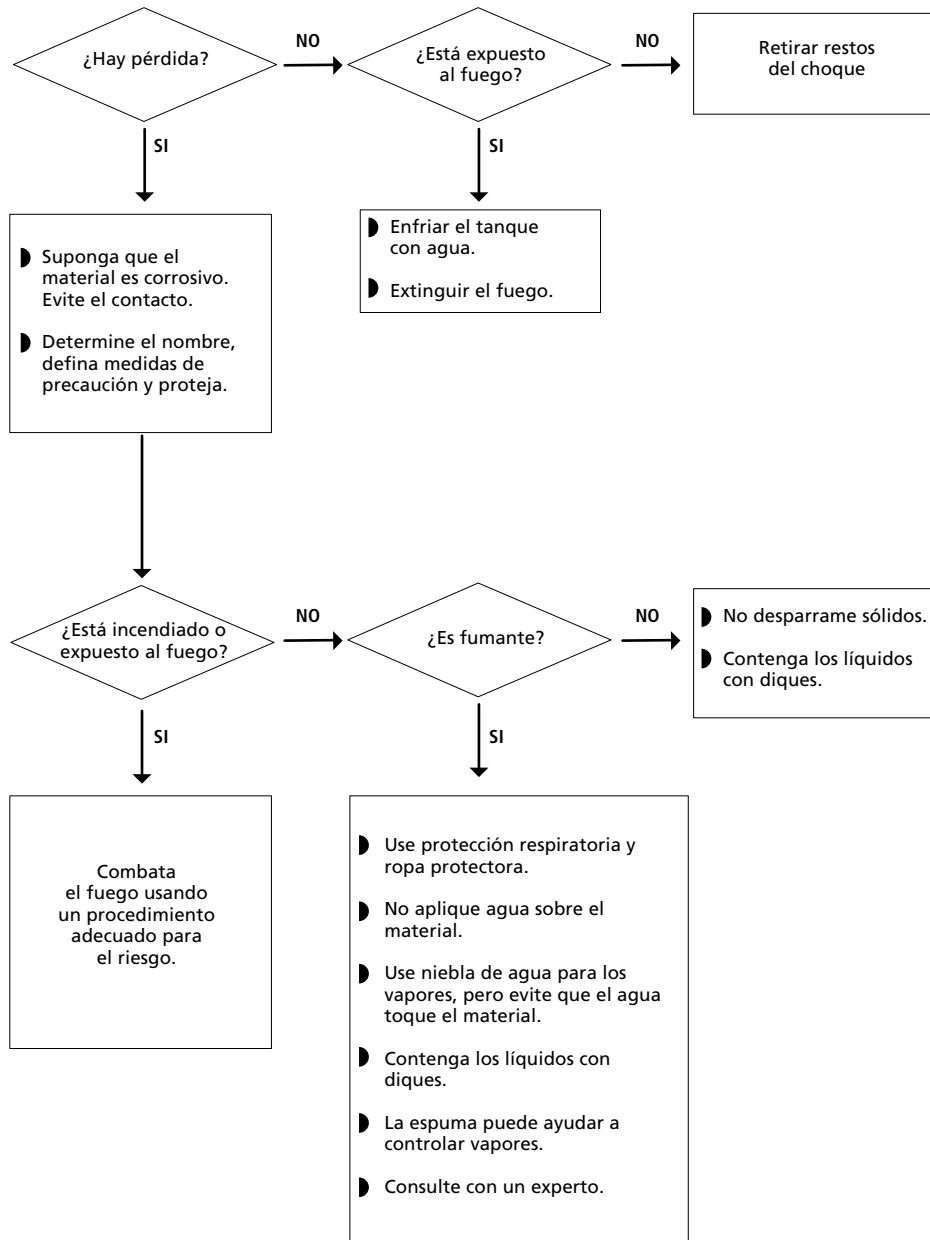 ¿Hay pérdida?
NO
¿Está expuesto
al fuego?
NO
Retirar restos
del choque
SI
SI
Suponga que el
material es corrosivo.
Evite el contacto.
Determine el nombre,
defina medidas de
precaución y proteja.
Enfriar el tanque
con agua.
Extinguir el fuego.
¿Está incendiado o
expuesto al fuego?
NO
¿Es fumante?
NO
No desparrame sólidos.
Contenga los líquidos
con diques.
SI
SI
Combata
el fuego usando
un procedimiento
adecuado para
el riesgo.
Use protección respiratoria y
ropa protectora.
No aplique agua sobre el
material.
Use niebla de agua para los
vapores, pero evite que el agua
toque el material.
Contenga los líquidos con
diques.
La espuma puede ayudar a
controlar vapores.
Consulte con un experto.